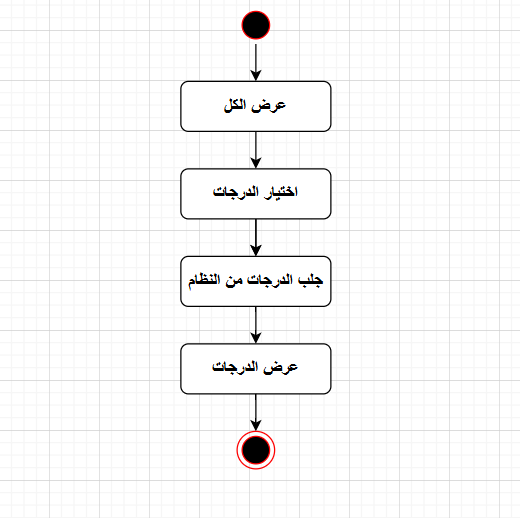 عرض الكل
اختيار الدرجات
جلب الدرجات من النظام
عرض الدرجات